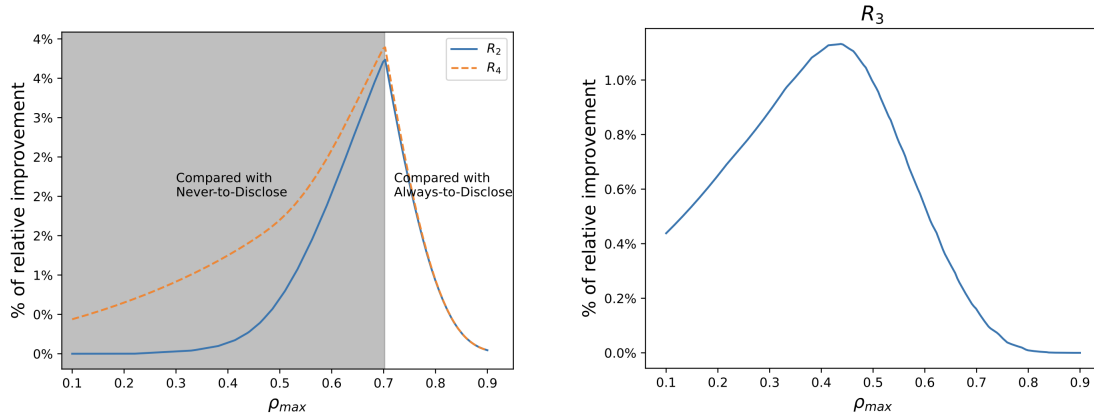 4%
4%
3%
2%
2%
2%
1%
0%
0%
% of relative improvement
R2
R4
Compared with
Never-to-Disclose
Compared with
Always-to-Disclose
0.1 0.2 0.3 0.4 0.5 0.6 0.7 0.8 0.9
ρmax
R3
1.0%
0.8%
0.6%
0.4%
0.2%
0.0%
% of relative improvement
0.1 0.2 0.3 0.4 0.5 0.6 0.7 0.8 0.9
ρmax